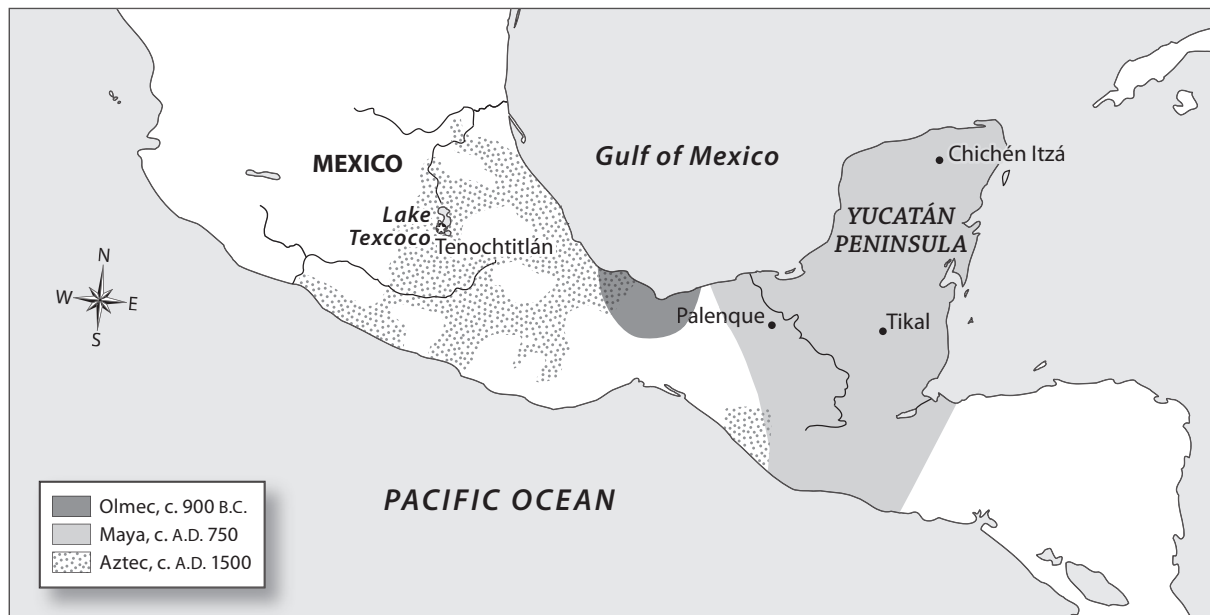 Gulf of Mexico
Chichén Itzá
MEXICO
YUCATÁN
PENINSULA
Lake
Texcoco
Tenochtitlán
N
W
E
S
Palenque
Tikal
PACIFIC OCEAN
Olmec, c. 900 B.C.
Maya, c. A.D. 750
Aztec, c. A.D. 1500